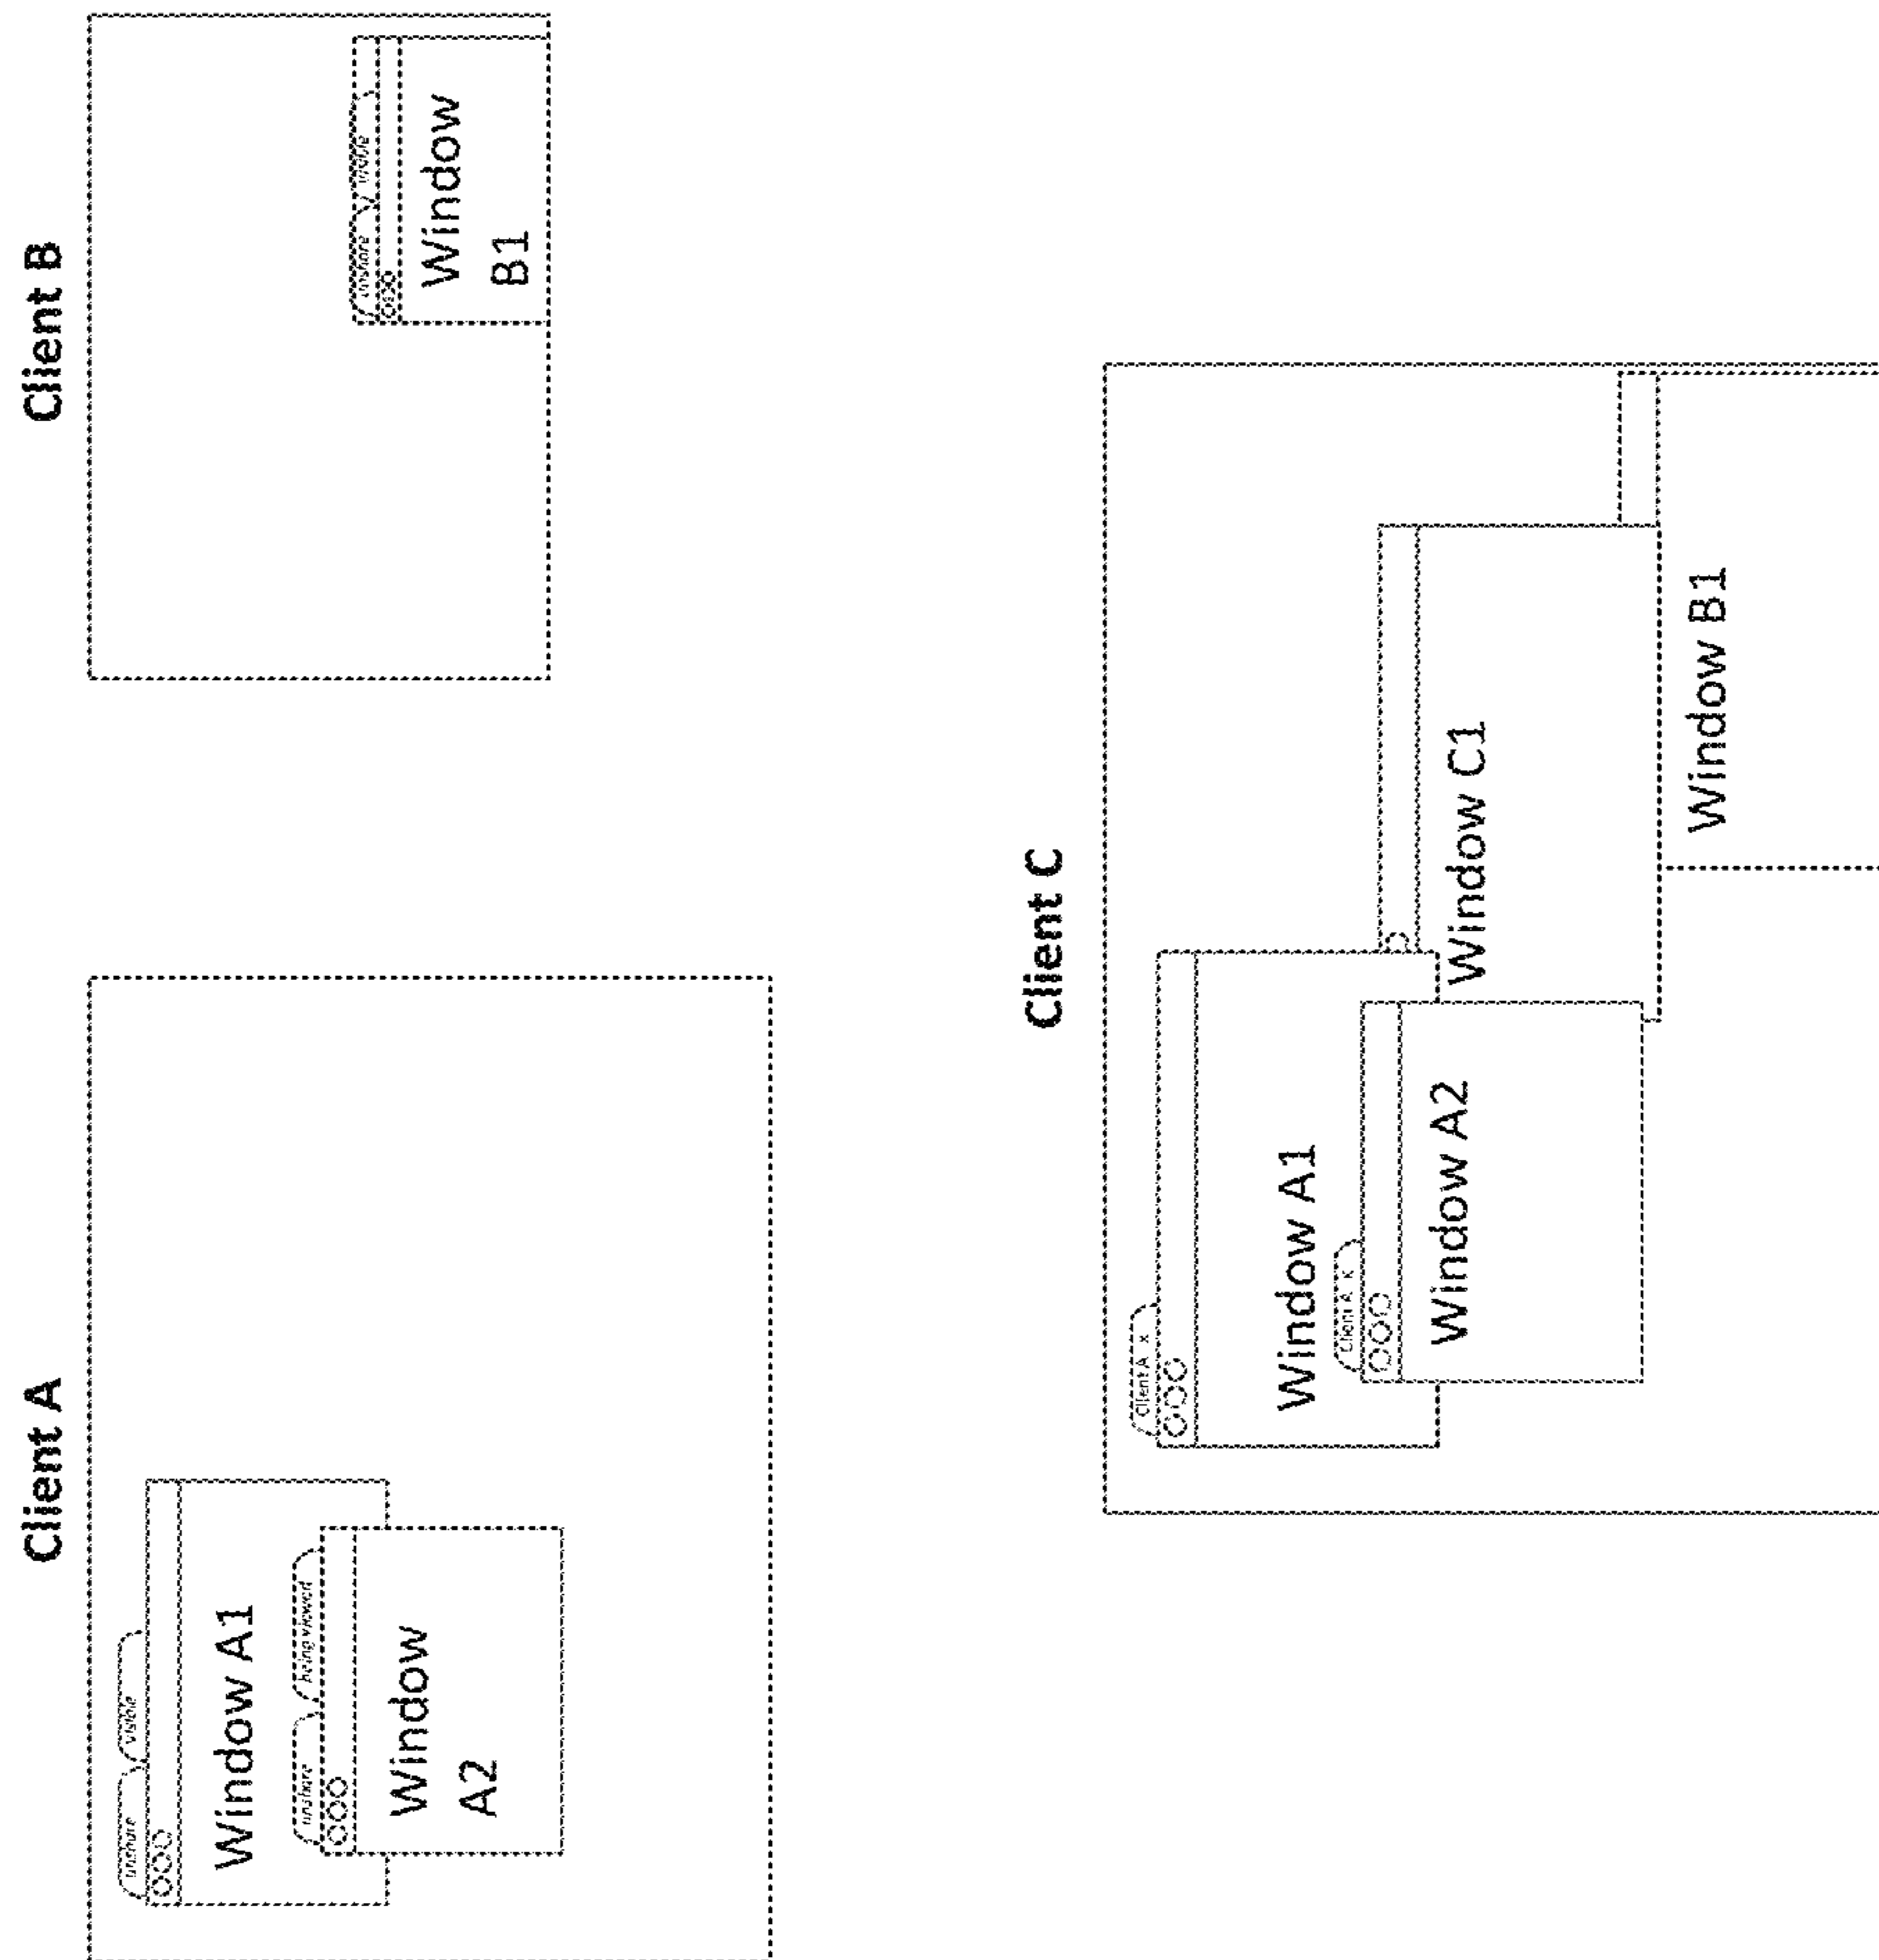 Client A
unshare visible
Window A1
unshare being viewed
Window
A2
Client B
unshare visible
Window
B1
Client C
Client A x
Window A1
Client A x
Window A2
Window C1
Window B1